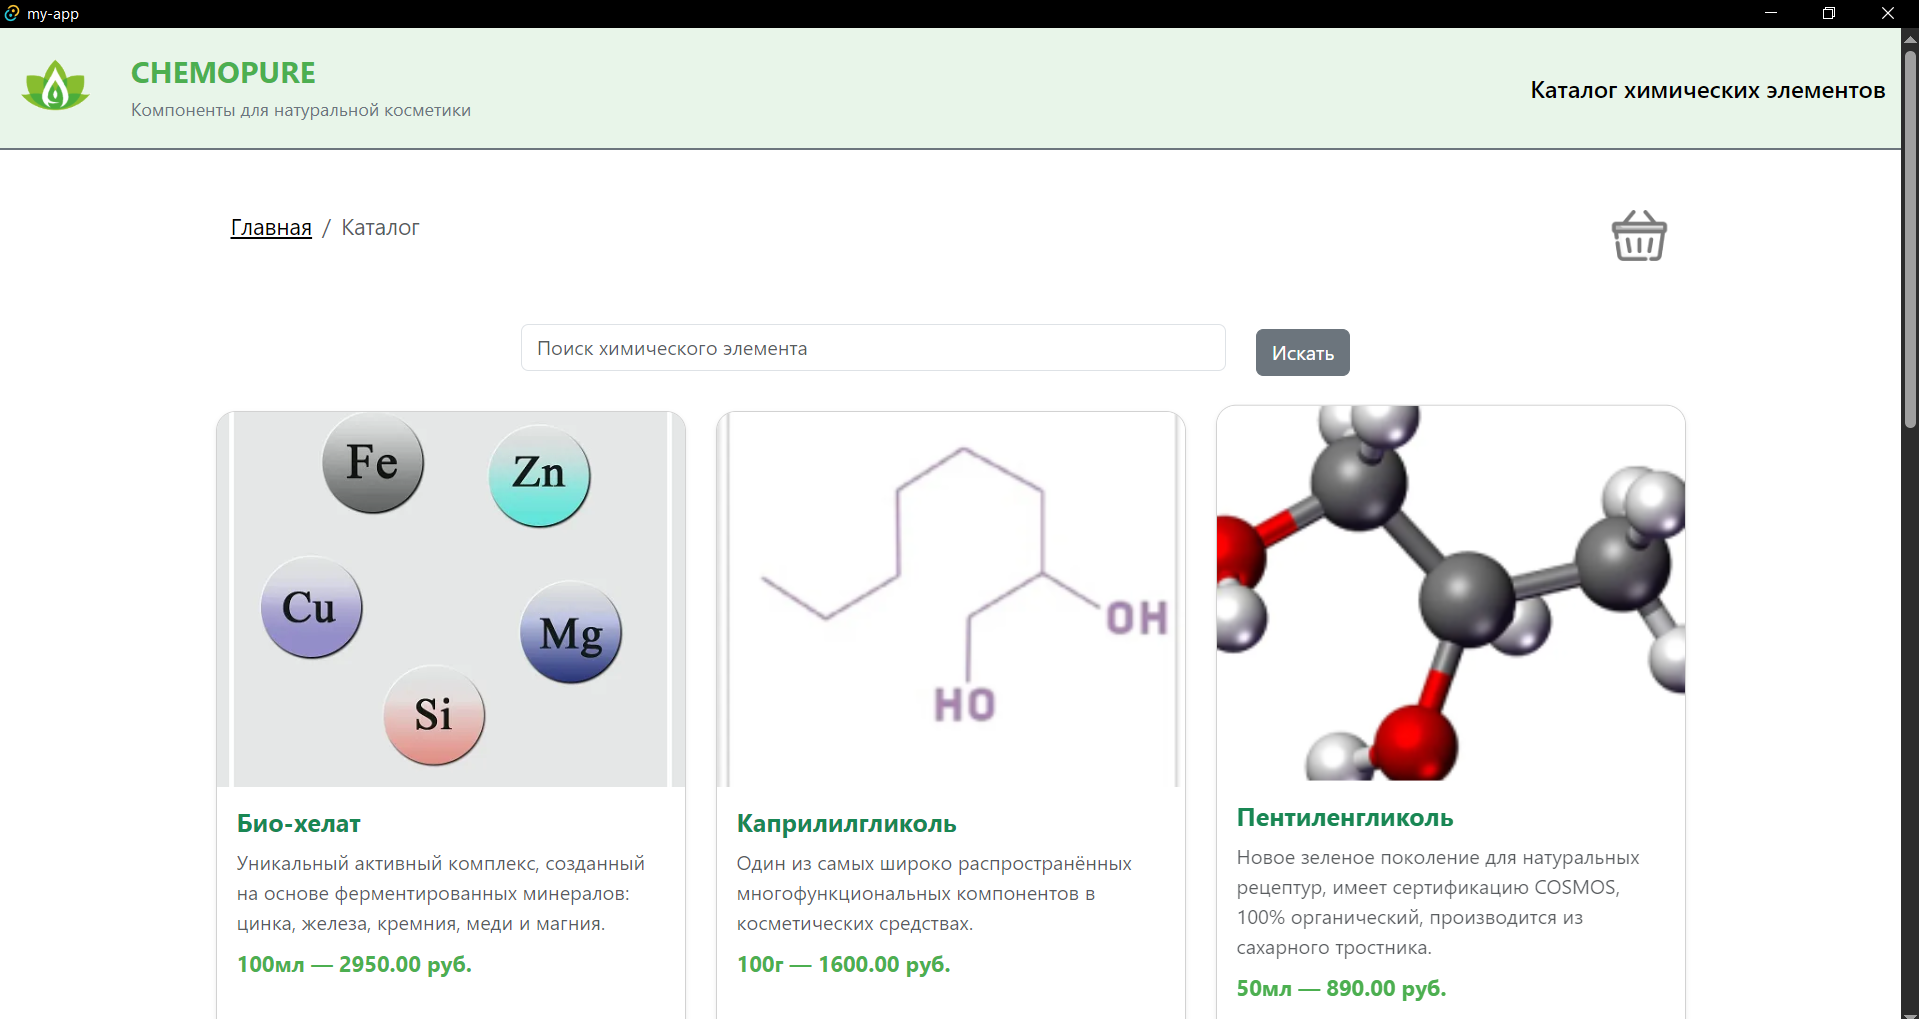 my-app
CHEMOPURE
Компоненты для натуральной косметики
Каталог химических элементов
Главная / Каталог
Поиск химического элемента
Искать
Fe
Zn
Cu
Mg
Si
OH
HO
Био-хелат
Уникальный активный комплекс, созданный
на основе ферментированных минералов:
цинка, железа, кремния, меди и магния.
100мл — 2950.00 руб.
Каприлилгликоль
Один из самых широко распространённых
многофункциональных компонентов в
косметических средствах.
100г — 1600.00 руб.
Пентиленгликоль
Новое зеленое поколение для натуральных
рецептур, имеет сертификацию COSMOS,
100% органический, производится из
сахарного тростника.
50мл — 890.00 руб.